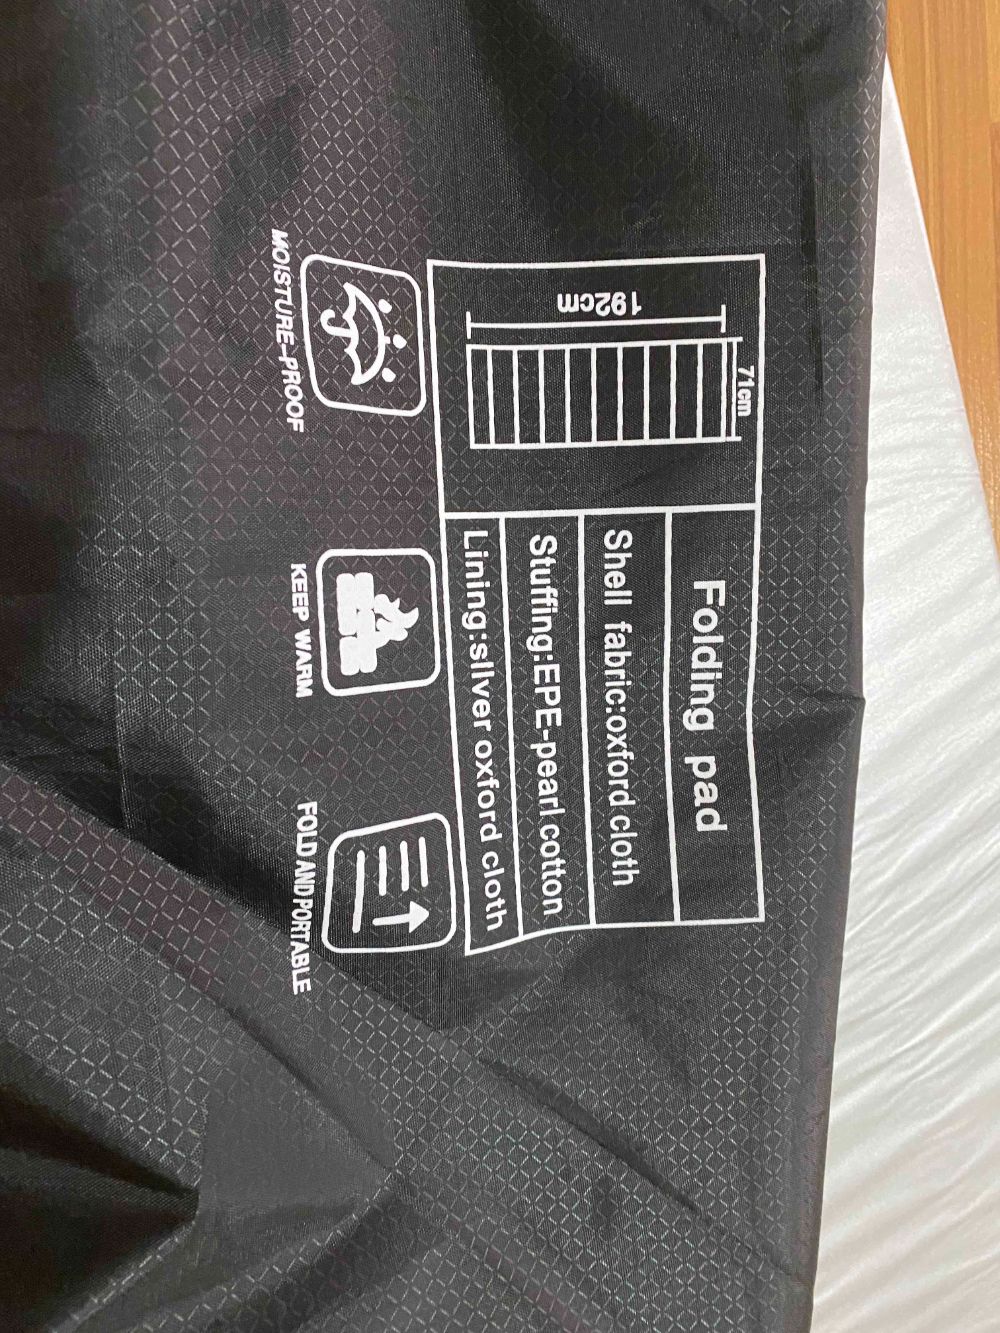 71cm
192cm
Folding pad
Shell fabric:oxford cloth
Stuffing:EPE-pearl cotton
Lining:sllver oxford cloth
MOISTURE-PROOF
KEEP WARM
FOLD AND PORTABLE